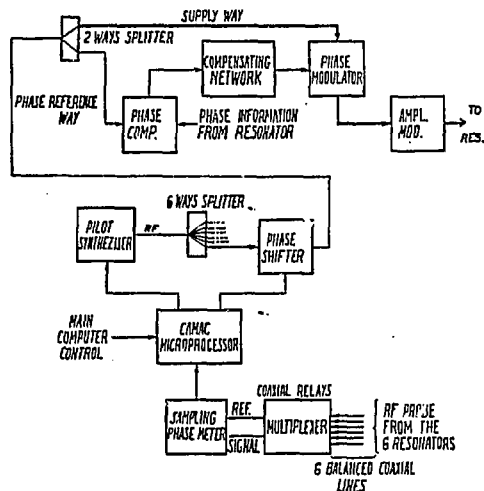 SUPPLY WAY
2 WAYS SPLITTER
COMPENSATING
NETWORK
PHASE
MODULATOR
PHASE REFERENCE
WAY
PHASE
COMP.
PHASE INFORMATION
FROM RESONATOR
AMPL.
MOD.
TO
RES.
6 WAYS SPLITTER
PILOT
SYNTHEZISER
RF
PHASE
SHIFTER
MAIN
COMPUTER
CONTROL
CAMAC
MICROPROCESSOR
COAXIAL RELAYS
SAMPLING
PHASE METER
REF.
SIGNAL
MULTIPLEXER
RF PROBE
FROM THE
6 RESONATORS
6 BALANCED COAXIAL
LINES